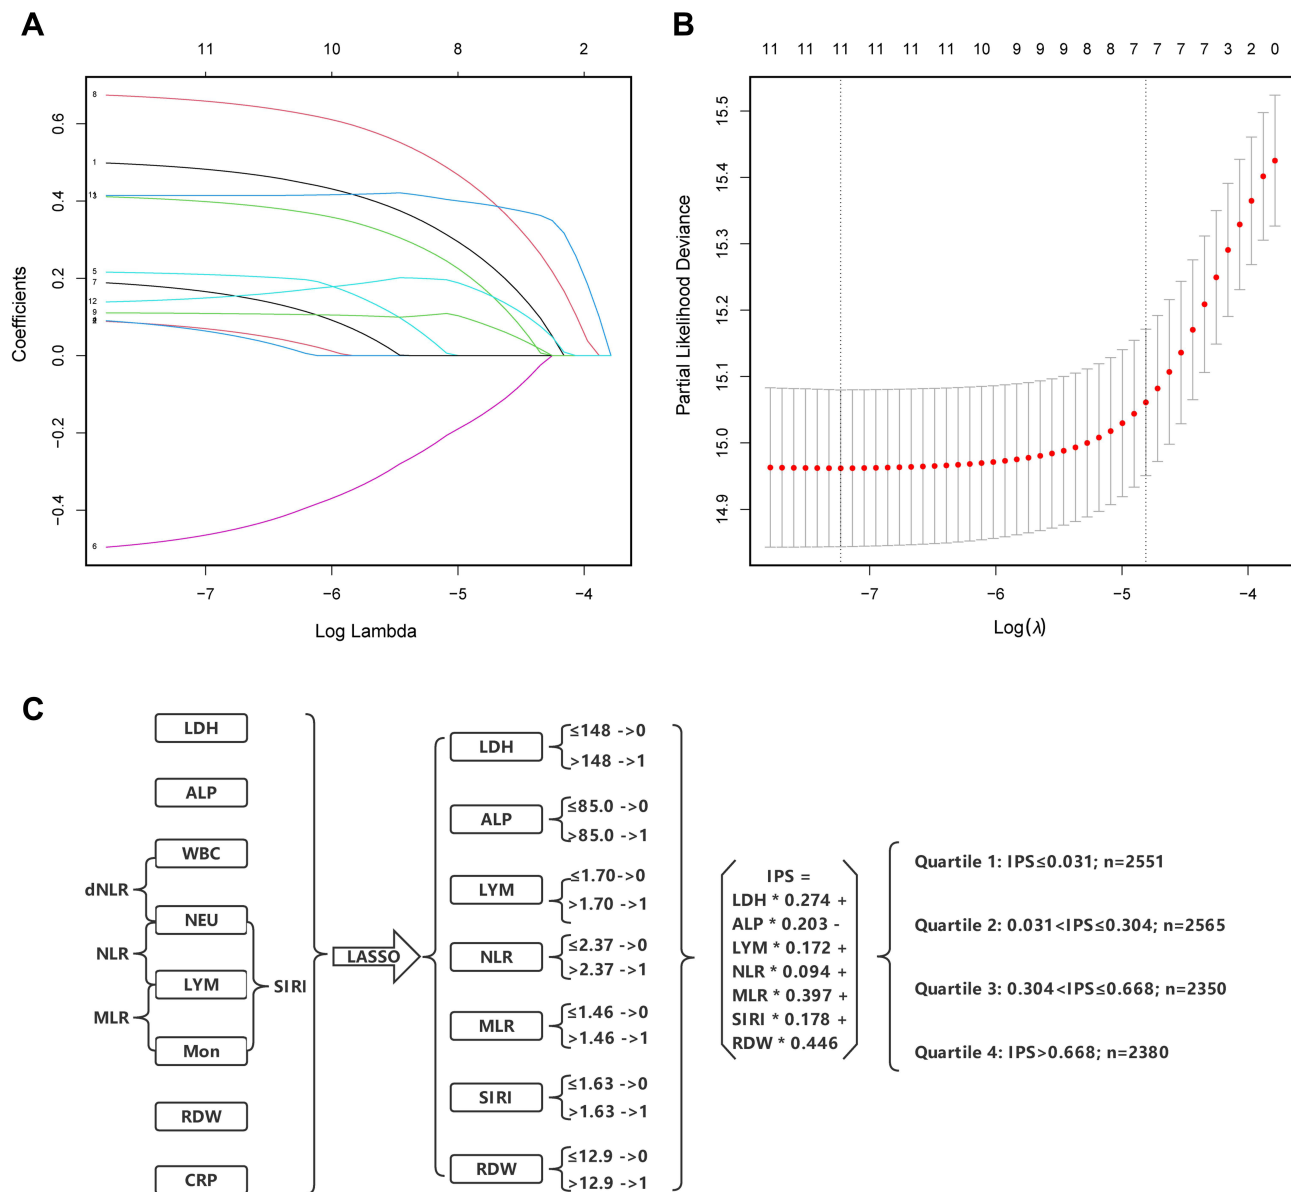 A
11 10 8 2
8
1
11
5
7
12
9
6
0.6
0.4
0.2
0.0
−0.2
−0.4
Coefficients
−7 −6 −5 −4
Log Lambda
B
11 11 11 11 11 11 11 10 9 9 9 8 8 7 7 7 7 3 2 0
15.5
15.4
15.3
15.2
15.1
15.0
14.9
Partial Likelihood Deviance
−7 −6 −5 −4
Log(λ)
C
LDH
ALP
WBC
dNLR
NEU
NLR
LYM
SIRI
MLR
Mon
RDW
CRP
LASSO
LDH
≤148 ->0
>148 ->1
ALP
≤85.0 ->0
>85.0 ->1
LYM
≤1.70->0
>1.70 ->1
NLR
≤2.37 ->0
>2.37 ->1
MLR
≤1.46 ->0
>1.46 ->1
SIRI
≤1.63 ->0
>1.63 ->1
RDW
≤12.9 ->0
>12.9 ->1
IPS =
LDH * 0.274 +
ALP * 0.203 -
LYM * 0.172 +
NLR * 0.094 +
MLR * 0.397 +
SIRI * 0.178 +
RDW * 0.446
Quartile 1: IPS≤0.031; n=2551
Quartile 2: 0.031<IPS≤0.304; n=2565
Quartile 3: 0.304<IPS≤0.668; n=2350
Quartile 4: IPS>0.668; n=2380